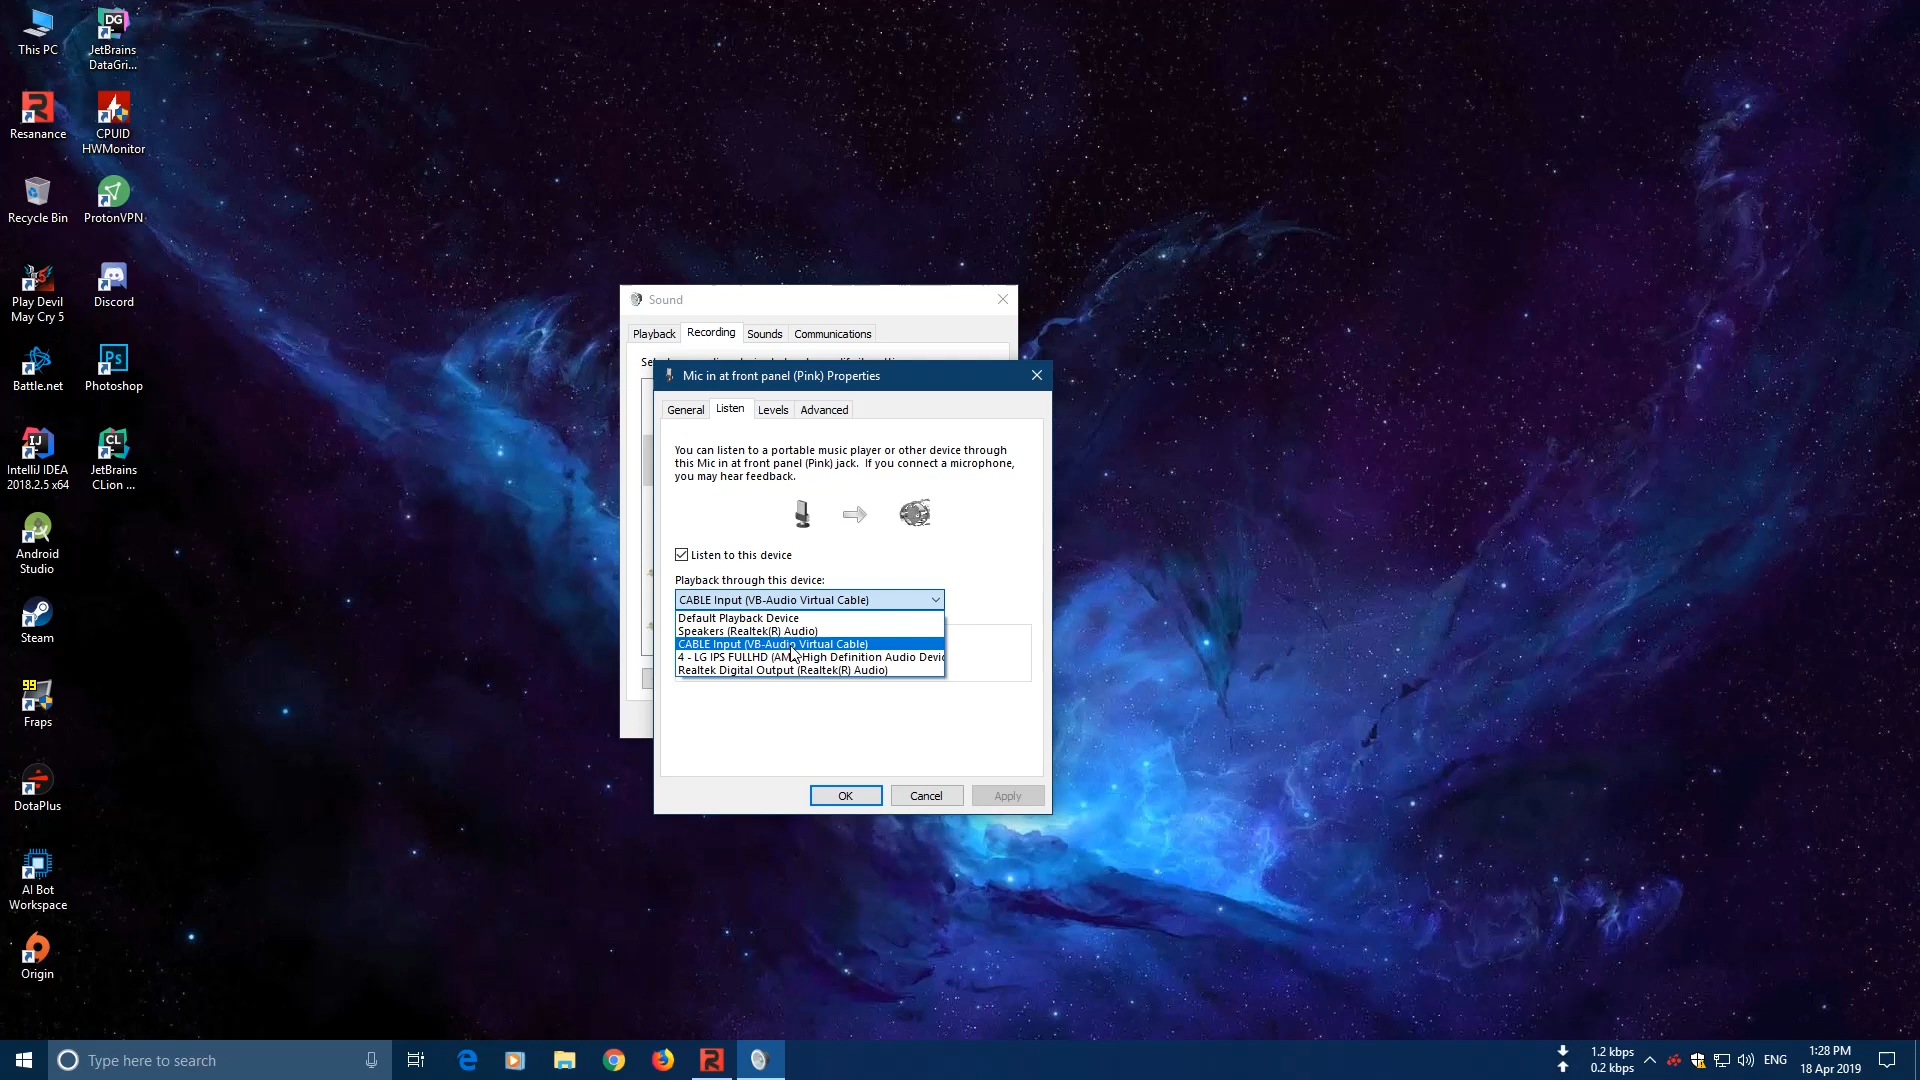 This PC
JetBrains
DataGri...
DG
Resanance
CPUID
HWMonitor
Recycle Bin
ProtonVPN
Play Devil
May Cry 5
Discord
Battle.net
Ps
Photoshop
IJ
IntelliJ IDEA
2018.2.5 x64
CL
JetBrains
CLion ...
Android
Studio
Steam
99
Fraps
DotaPlus
AI Bot
Workspace
Origin
Sound
Playback
Recording
Sounds
Communications
Mic in at front panel (Pink) Properties
General
Listen
Levels
Advanced
You can listen to a portable music player or other device through
this Mic in at front panel (Pink) jack. If you connect a microphone,
you may hear feedback.
Listen to this device
Playback through this device:
CABLE Input (VB-Audio Virtual Cable)
Default Playback Device
Speakers (Realtek(R) Audio)
CABLE Input (VB-Audio Virtual Cable)
4 - LG IPS FULLHD (AM High Definition Audio Devic
Realtek Digital Output (Realtek(R) Audio)
OK
Cancel
Apply
Type here to search
1.2 kbps
0.2 kbps
ENG
1:28 PM
18 Apr 2019